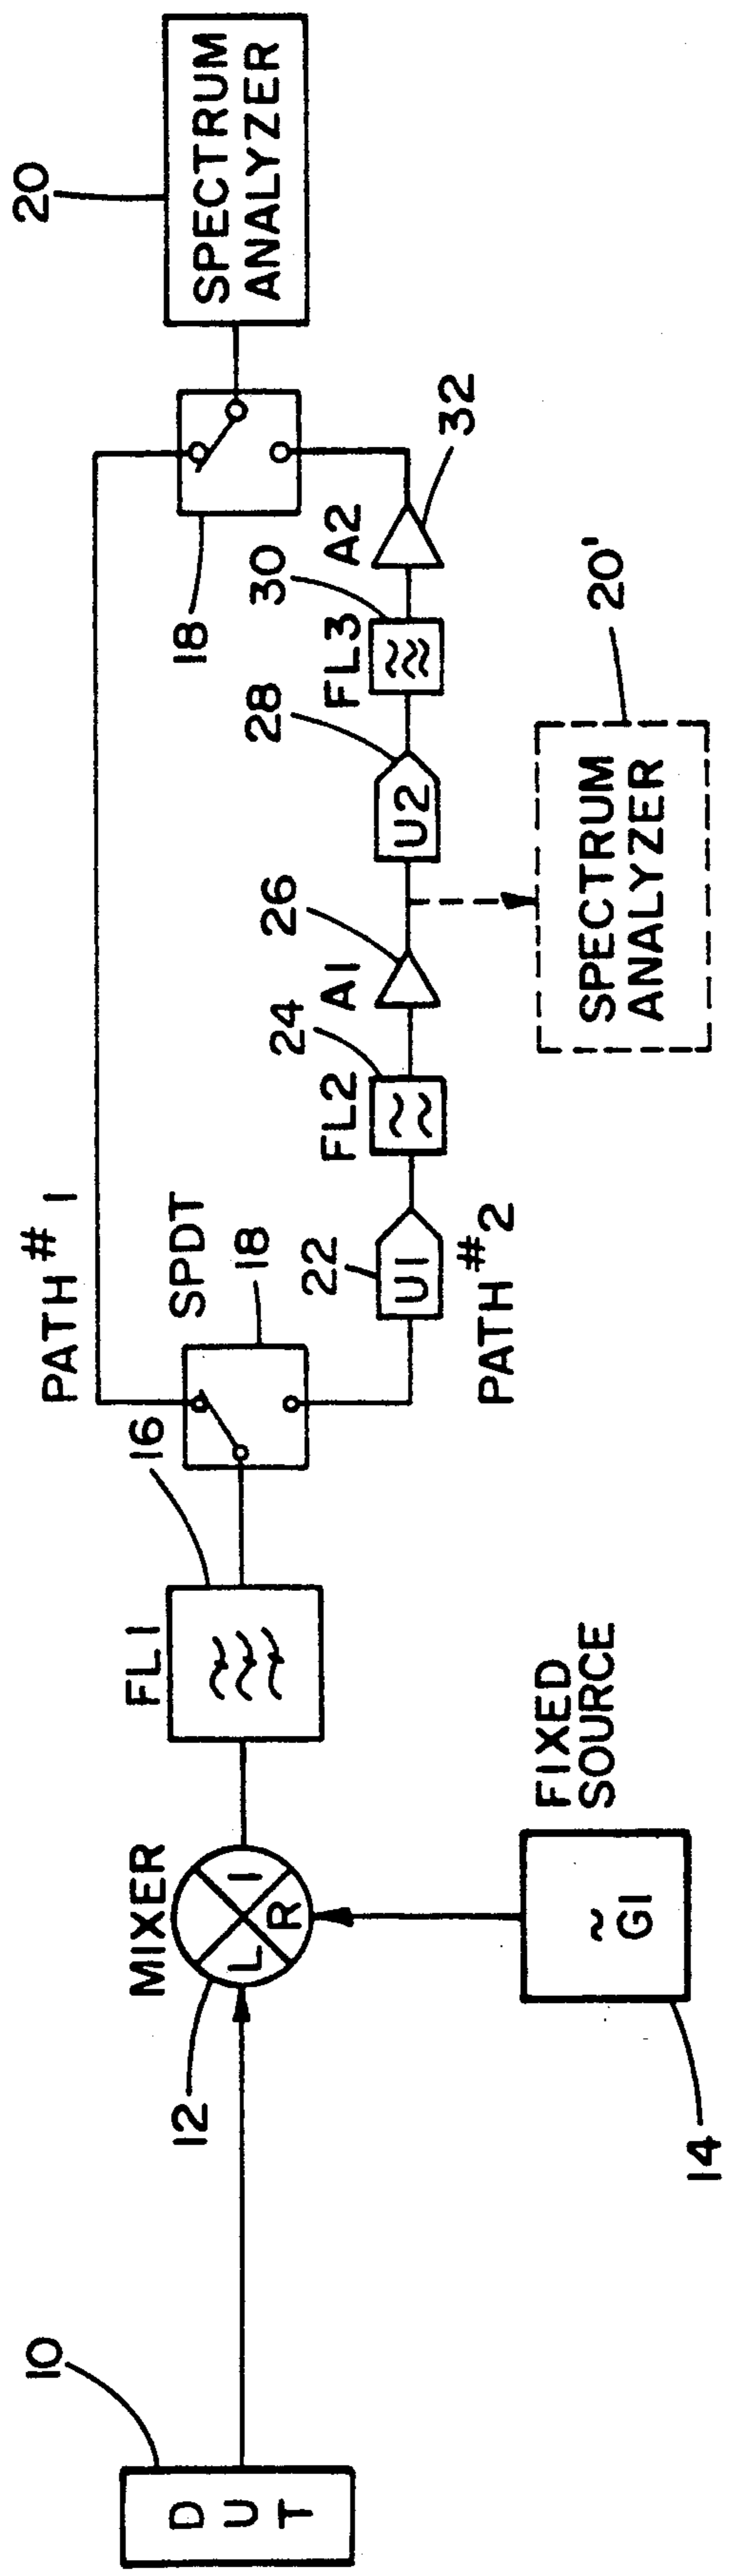 10
DUT
12
MIXER
L
R
I
14
~
G1
FIXED
SOURCE
FL1
16
PATH #1
SPDT
18
22
U1
PATH #2
FL2
24
A1
26
U2
28
FL3
30
A2
32
18
20
SPECTRUM
ANALYZER
SPECTRUM
ANALYZER
20'